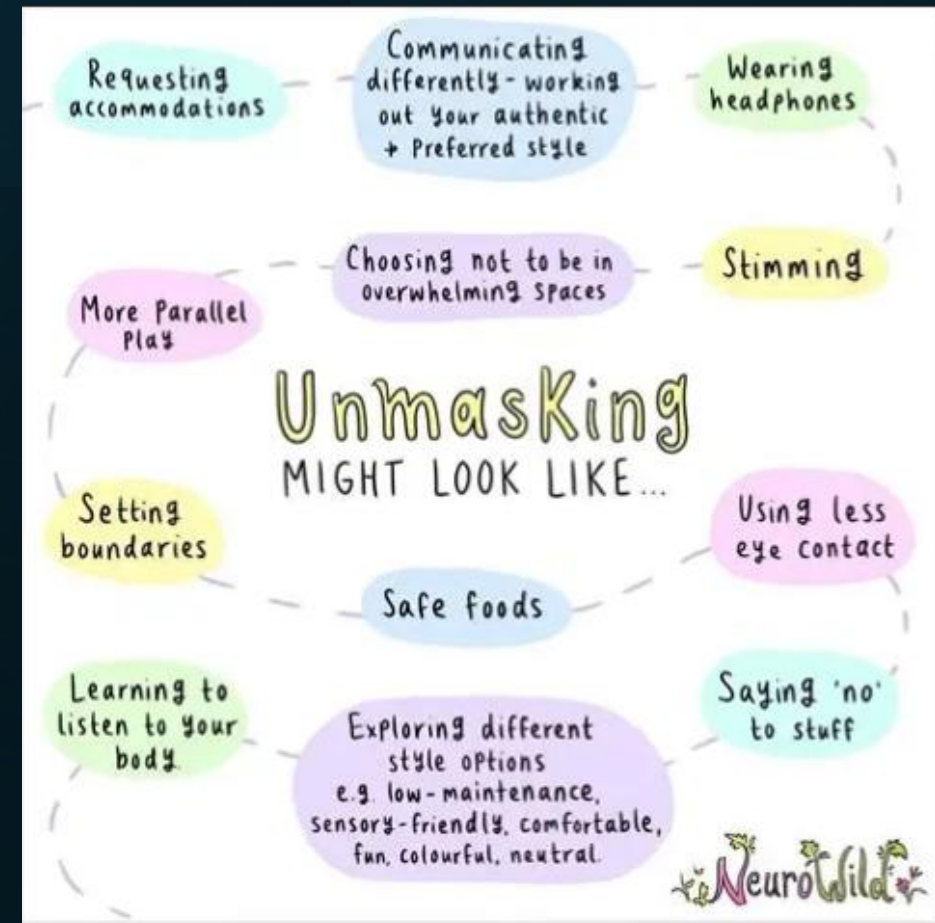 Requesting
accommodations
Communicating
differently - working
out your authentic
+ Preferred style
Wearing
headphones
Stimming
Choosing not to be in
overwhelming spaces
More Parallel
Play
Unmasking
MIGHT LOOK LIKE...
Setting
boundaries
Safe foods
Using less
eye contact
Saying 'no'
to stuff
Exploring different
style options
e.g. low-maintenance,
sensory-friendly, comfortable,
fun, colourful, neutral.
Learning to
listen to your
body.
NeuroWild